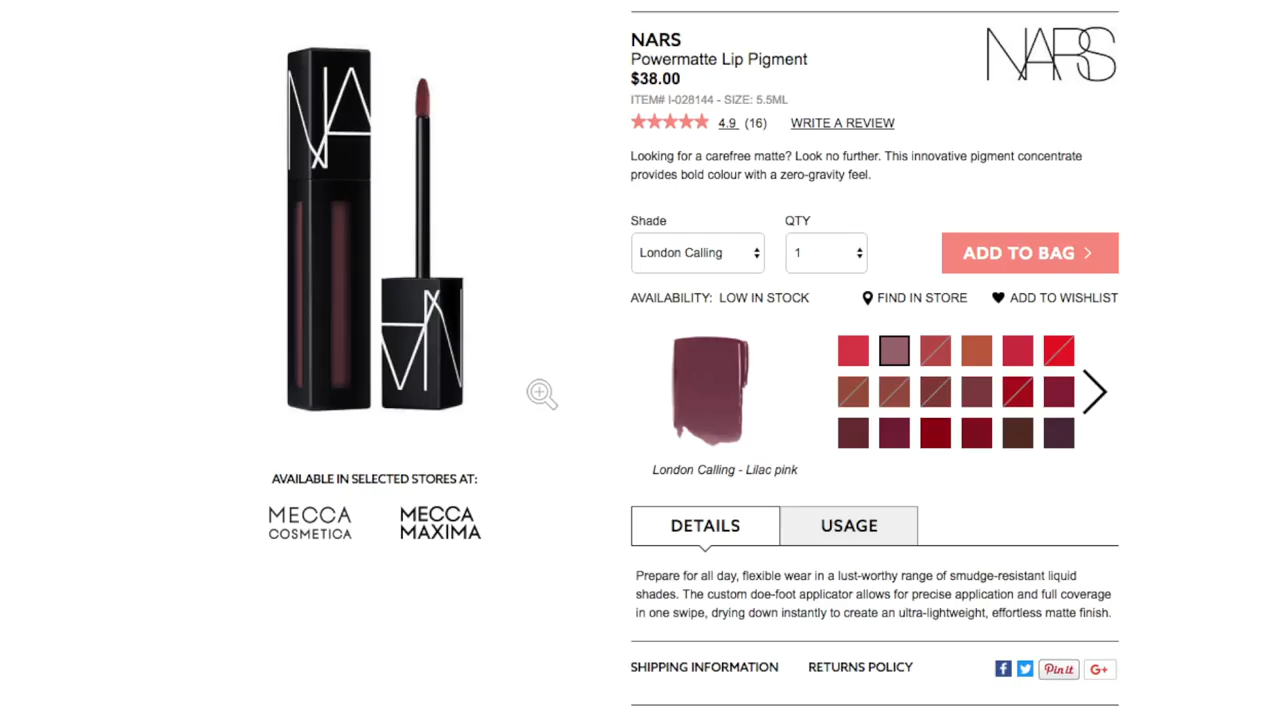 NARS
NARS
Powermatte Lip Pigment
$38.00
ITEM# I-028144 - SIZE: 5.5ML
4.9 (16) WRITE A REVIEW
Looking for a carefree matte? Look no further. This innovative pigment concentrate
provides bold colour with a zero-gravity feel.
Shade QTY
London Calling 1 ADD TO BAG
AVAILABILITY: LOW IN STOCK FIND IN STORE ADD TO WISHLIST
London Calling - Lilac pink
DETAILS USAGE
Prepare for all day, flexible wear in a lust-worthy range of smudge-resistant liquid
shades. The custom doe-foot applicator allows for precise application and full coverage
in one swipe, drying down instantly to create an ultra-lightweight, effortless matte finish.
SHIPPING INFORMATION RETURNS POLICY
f Pin it G+
NA
N
AVAILABLE IN SELECTED STORES AT:
MECCA
COSMETICA
MECCA
MAXIMA